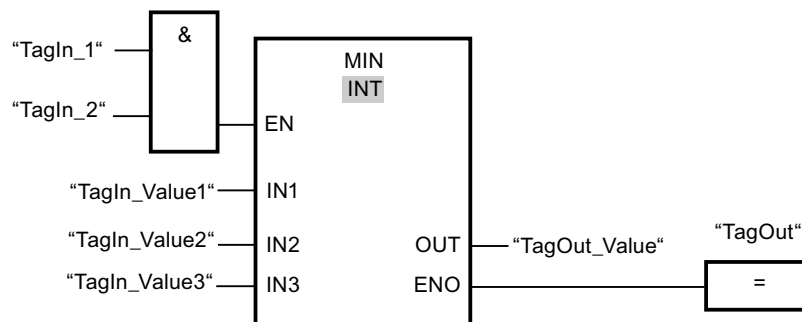 &
“TagIn_1“
“TagIn_2“
MIN
INT
EN
“TagIn_Value1“
IN1
“TagIn_Value2“
IN2
“TagIn_Value3“
IN3
OUT
“TagOut_Value“
ENO
“TagOut“
=